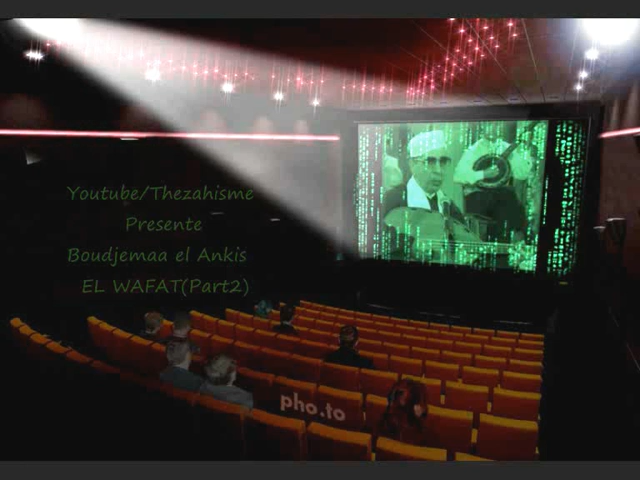 Youtube/Thezahisme
Presente
Boudjemaa el Ankis
EL WAFAT(Part2)
pho.to